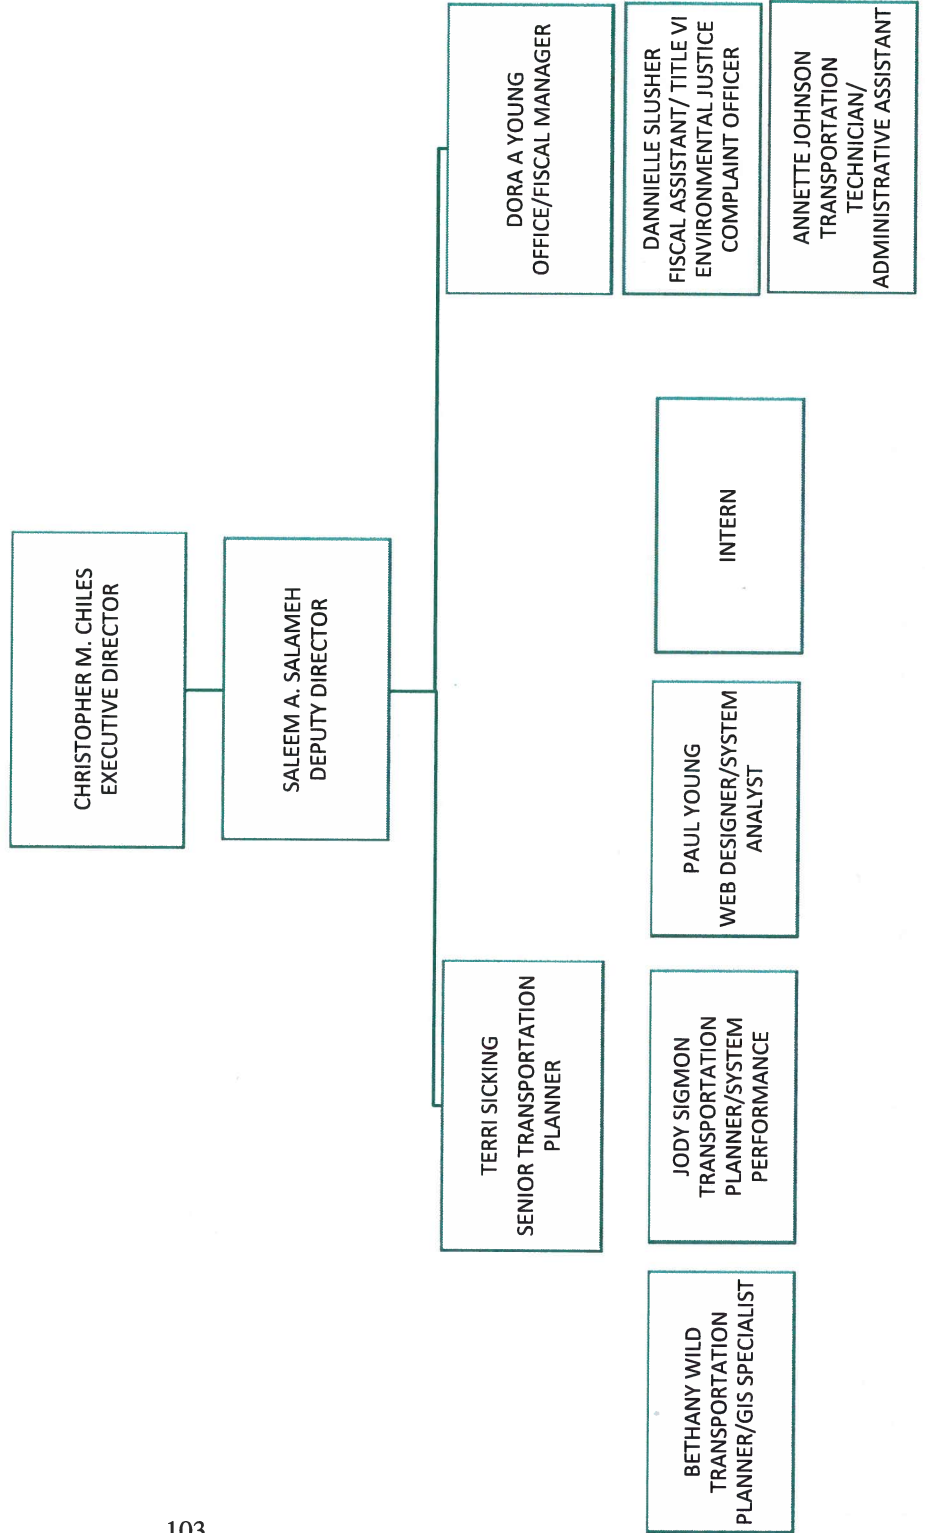 CHRISTOPHER M. CHILES
EXECUTIVE DIRECTOR
SALEEM A. SALAMEH
DEPUTY DIRECTOR
TERRI SICKING
SENIOR TRANSPORTATION
PLANNER
DORA A YOUNG
OFFICE/FISCAL MANAGER
BETHANY WILD
TRANSPORTATION
PLANNER/GIS SPECIALIST
JODY SIGMON
TRANSPORTATION
PLANNER/SYSTEM
PERFORMANCE
PAUL YOUNG
WEB DESIGNER/SYSTEM
ANALYST
INTERN
DANNIELLE SLUSHER
FISCAL ASSISTANT/ TITLE VI
ENVIRONMENTAL JUSTICE
COMPLAINT OFFICER
ANNETTE JOHNSON
TRANSPORTATION
TECHNICIAN/
ADMINISTRATIVE ASSISTANT
103